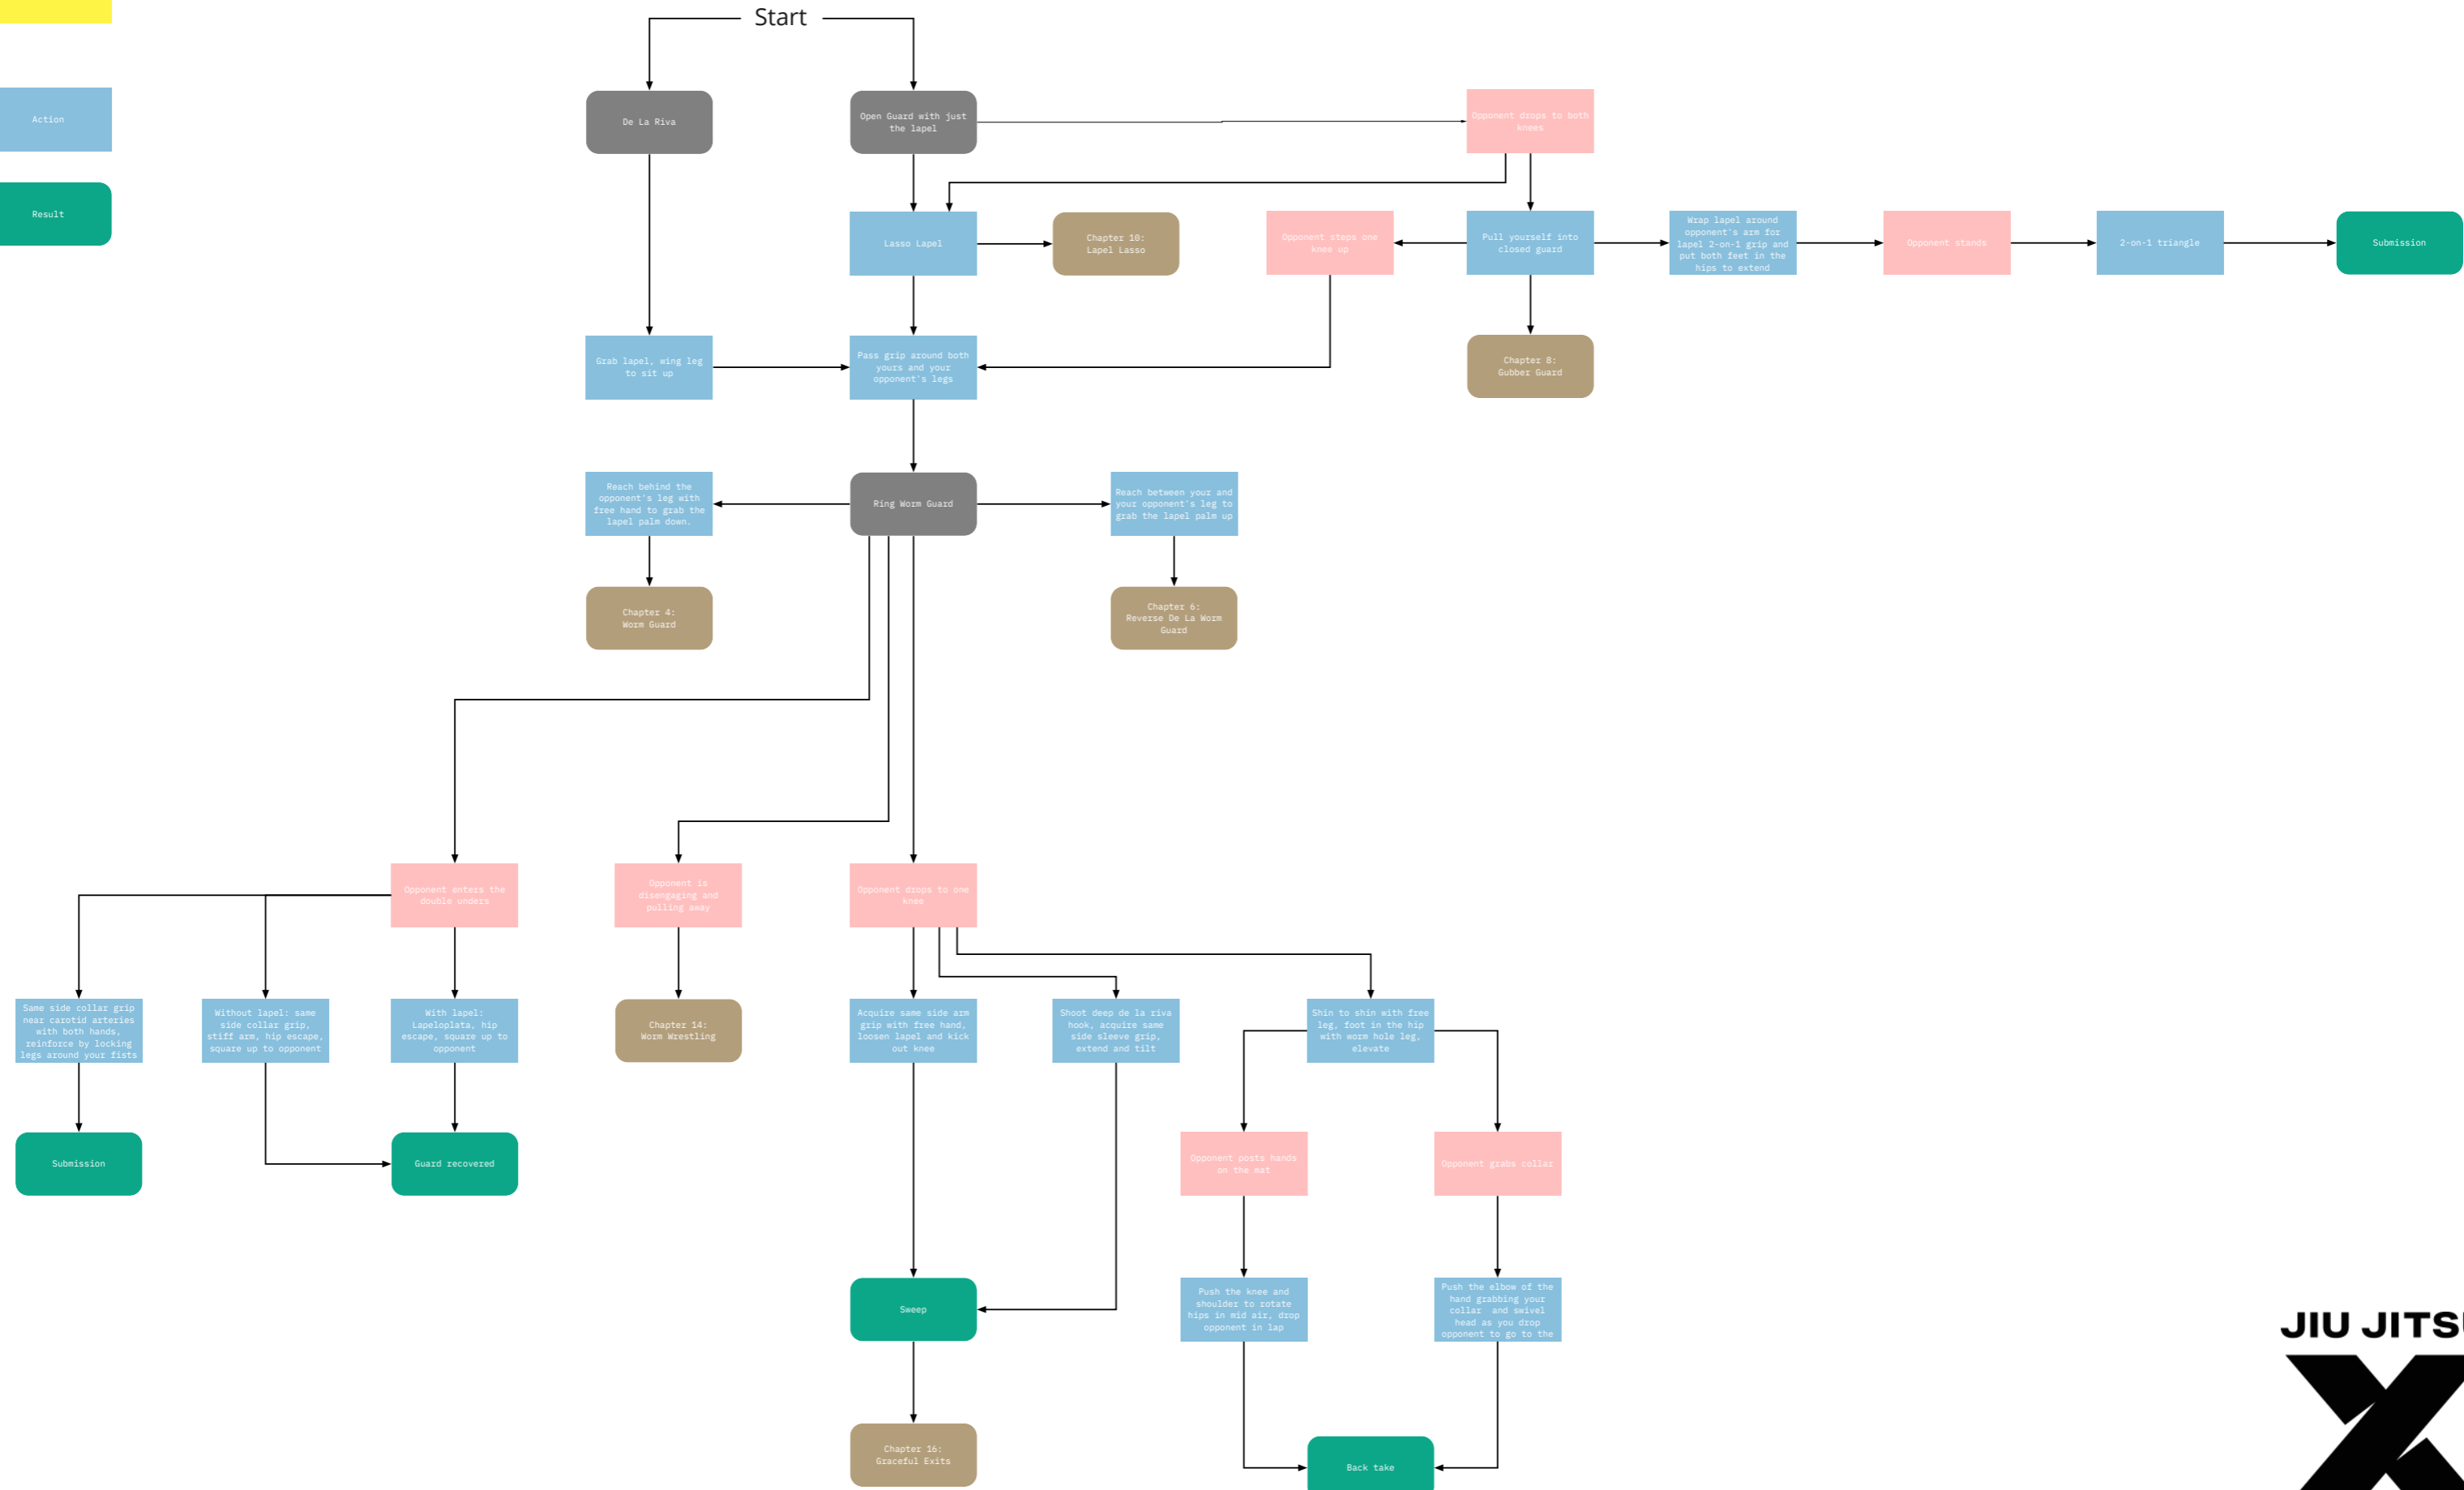 Start
Action
De La Riva
Open Guard with just
the lapel
Opponent drops to both
knees
Result
Lasso Lapel
Chapter 10:
Lapel Lasso
Opponent steps one
knee up
Pull yourself into
closed guard
Wrap lapel around
opponent's arm for
lapel 2-on-1 grip and
put both feet in the
hips to extend
Opponent stands
2-on-1 triangle
Submission
Grab lapel, wing leg
to sit up
Pass grip around both
yours and your
opponent's legs
Chapter 8:
Gubber Guard
Reach behind the
opponent's leg with
free hand to grab the
lapel palm down.
Ring Worm Guard
Reach between your and
your opponent's leg to
grab the lapel palm up
Chapter 4:
Worm Guard
Chapter 6:
Reverse De La Worm
Guard
Opponent enters the
double unders
Opponent is
disengaging and
pulling away
Opponent drops to one
knee
Same side collar grip
near carotid arteries
with both hands,
reinforce by locking
legs around your fists
Without lapel: same
side collar grip,
stiff arm, hip escape,
square up to opponent
With lapel:
Lapeloplata, hip
escape, square up to
opponent
Chapter 14:
Worm Wrestling
Acquire same side arm
grip with free hand,
loosen lapel and kick
out knee
Shoot deep de la riva
hook, acquire same
side sleeve grip,
extend and tilt
Shin to shin with free
leg, foot in the hip
with worm hole leg,
elevate
Submission
Guard recovered
Opponent posts hands
on the mat
Opponent grabs collar
Sweep
Push the knee and
shoulder to rotate
hips in mid air, drop
opponent in lap
Push the elbow of the
hand grabbing your
collar  and swivel
head as you drop
opponent to go to the
JIU JITS
Chapter 16:
Graceful Exits
Back take